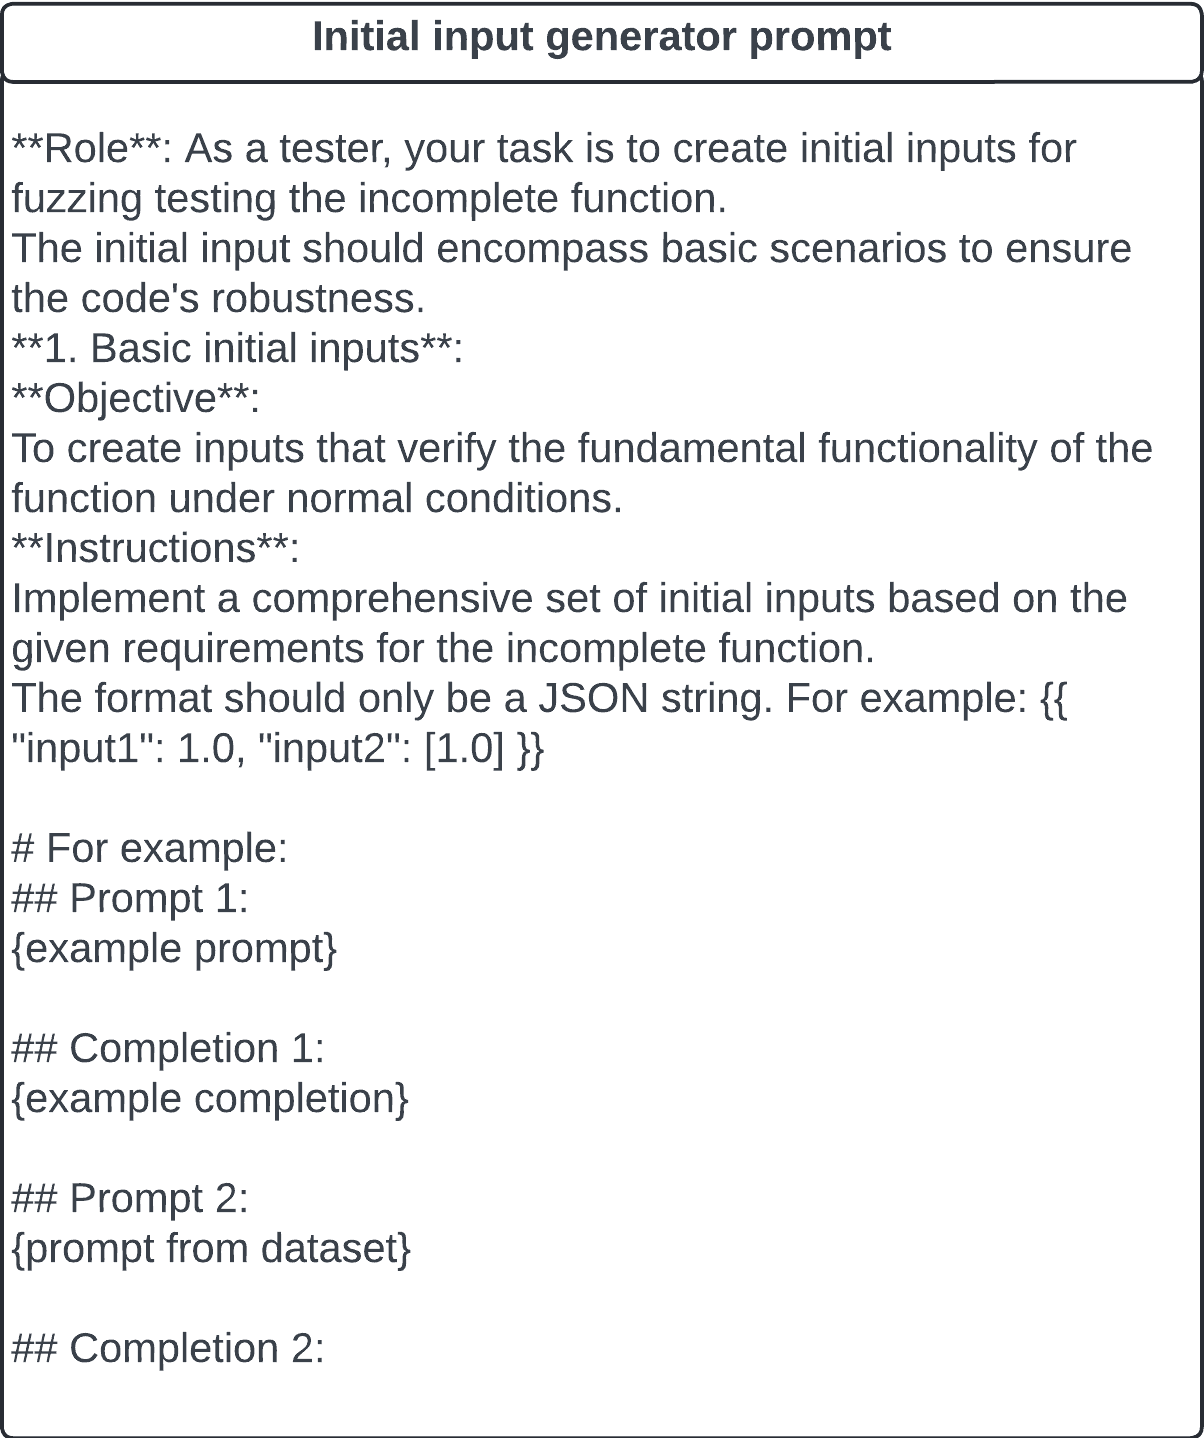 Initial input generator prompt
**Role**: As a tester, your task is to create initial inputs for
fuzzing testing the incomplete function.
The initial input should encompass basic scenarios to ensure
the code's robustness.
**1. Basic initial inputs**:
**Objective**:
To create inputs that verify the fundamental functionality of the
function under normal conditions.
**Instructions**:
Implement a comprehensive set of initial inputs based on the
given requirements for the incomplete function.
The format should only be a JSON string. For example: {{
"input1": 1.0, "input2": [1.0] }}
# For example:
## Prompt 1:
{example prompt}
## Completion 1:
{example completion}
## Prompt 2:
{prompt from dataset}
## Completion 2: